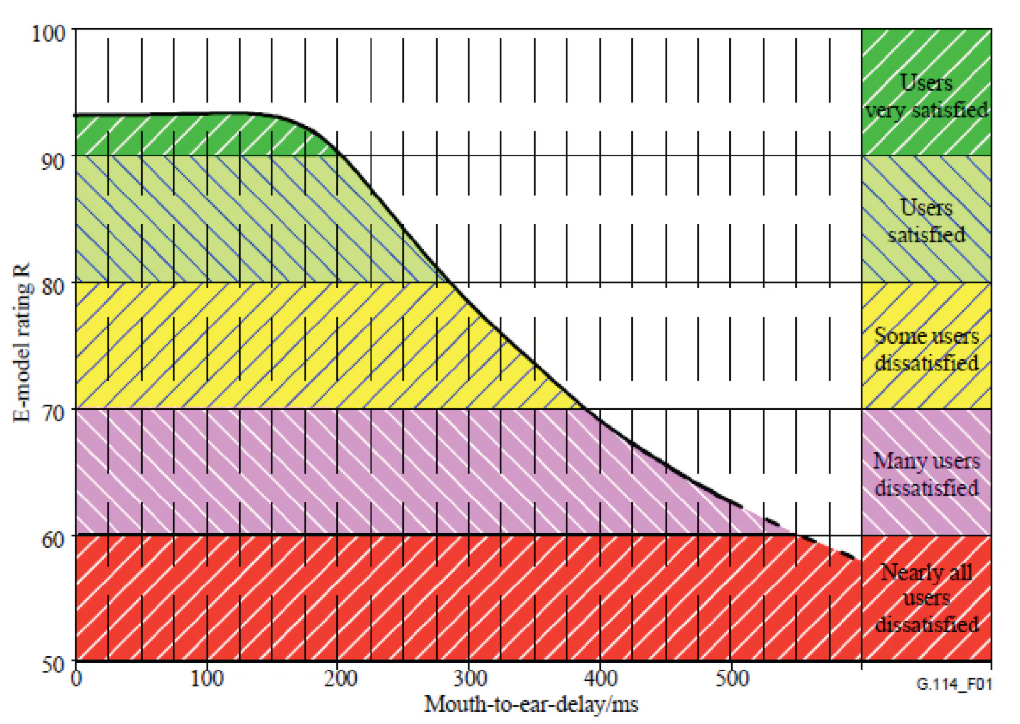 100
90
80
70
60
50
E-model rating R
0
100
200
300
400
500
Mouth-to-ear-delay/ms
Users
very satisfied
Users
satisfied
Some users
dissatisfied
Many users
dissatisfied
Nearly all
users
dissatisfied
G.114_F01